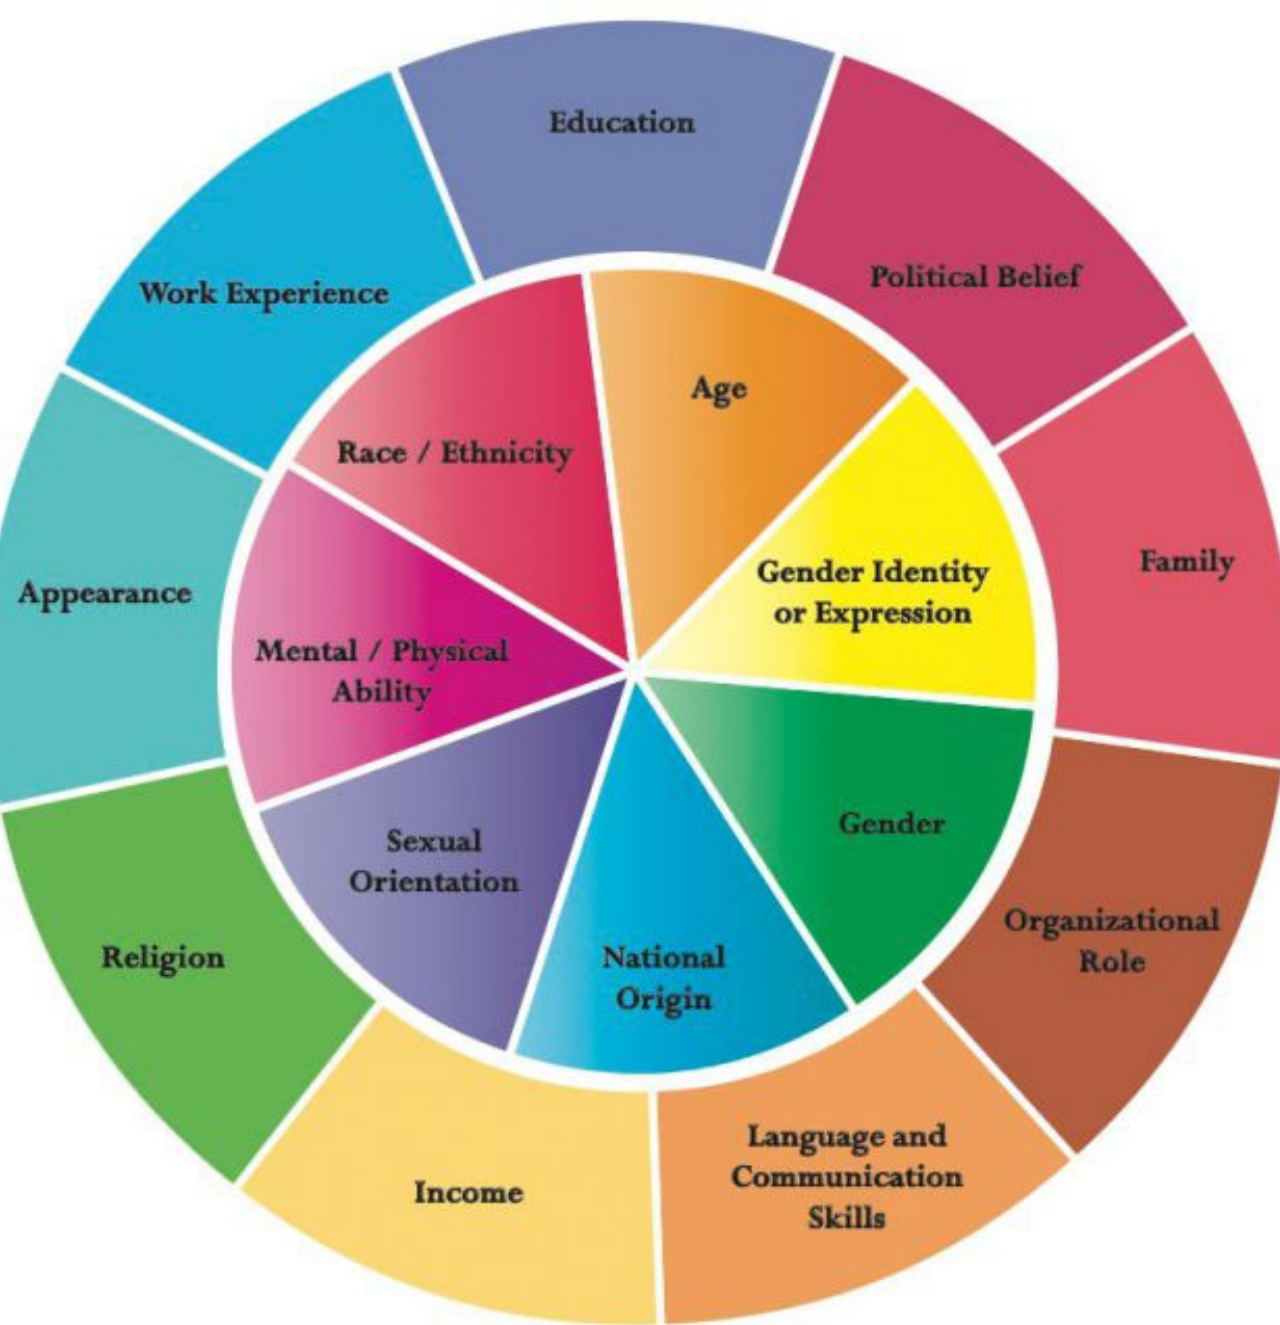 Education
Political Belief
Work Experience
Age
Race / Ethnicity
Family
Gender Identity
or Expression
Appearance
Mental / Physical
Ability
Gender
Sexual
Orientation
Organizational
Role
Religion
National
Origin
Language and
Communication
Skills
Income